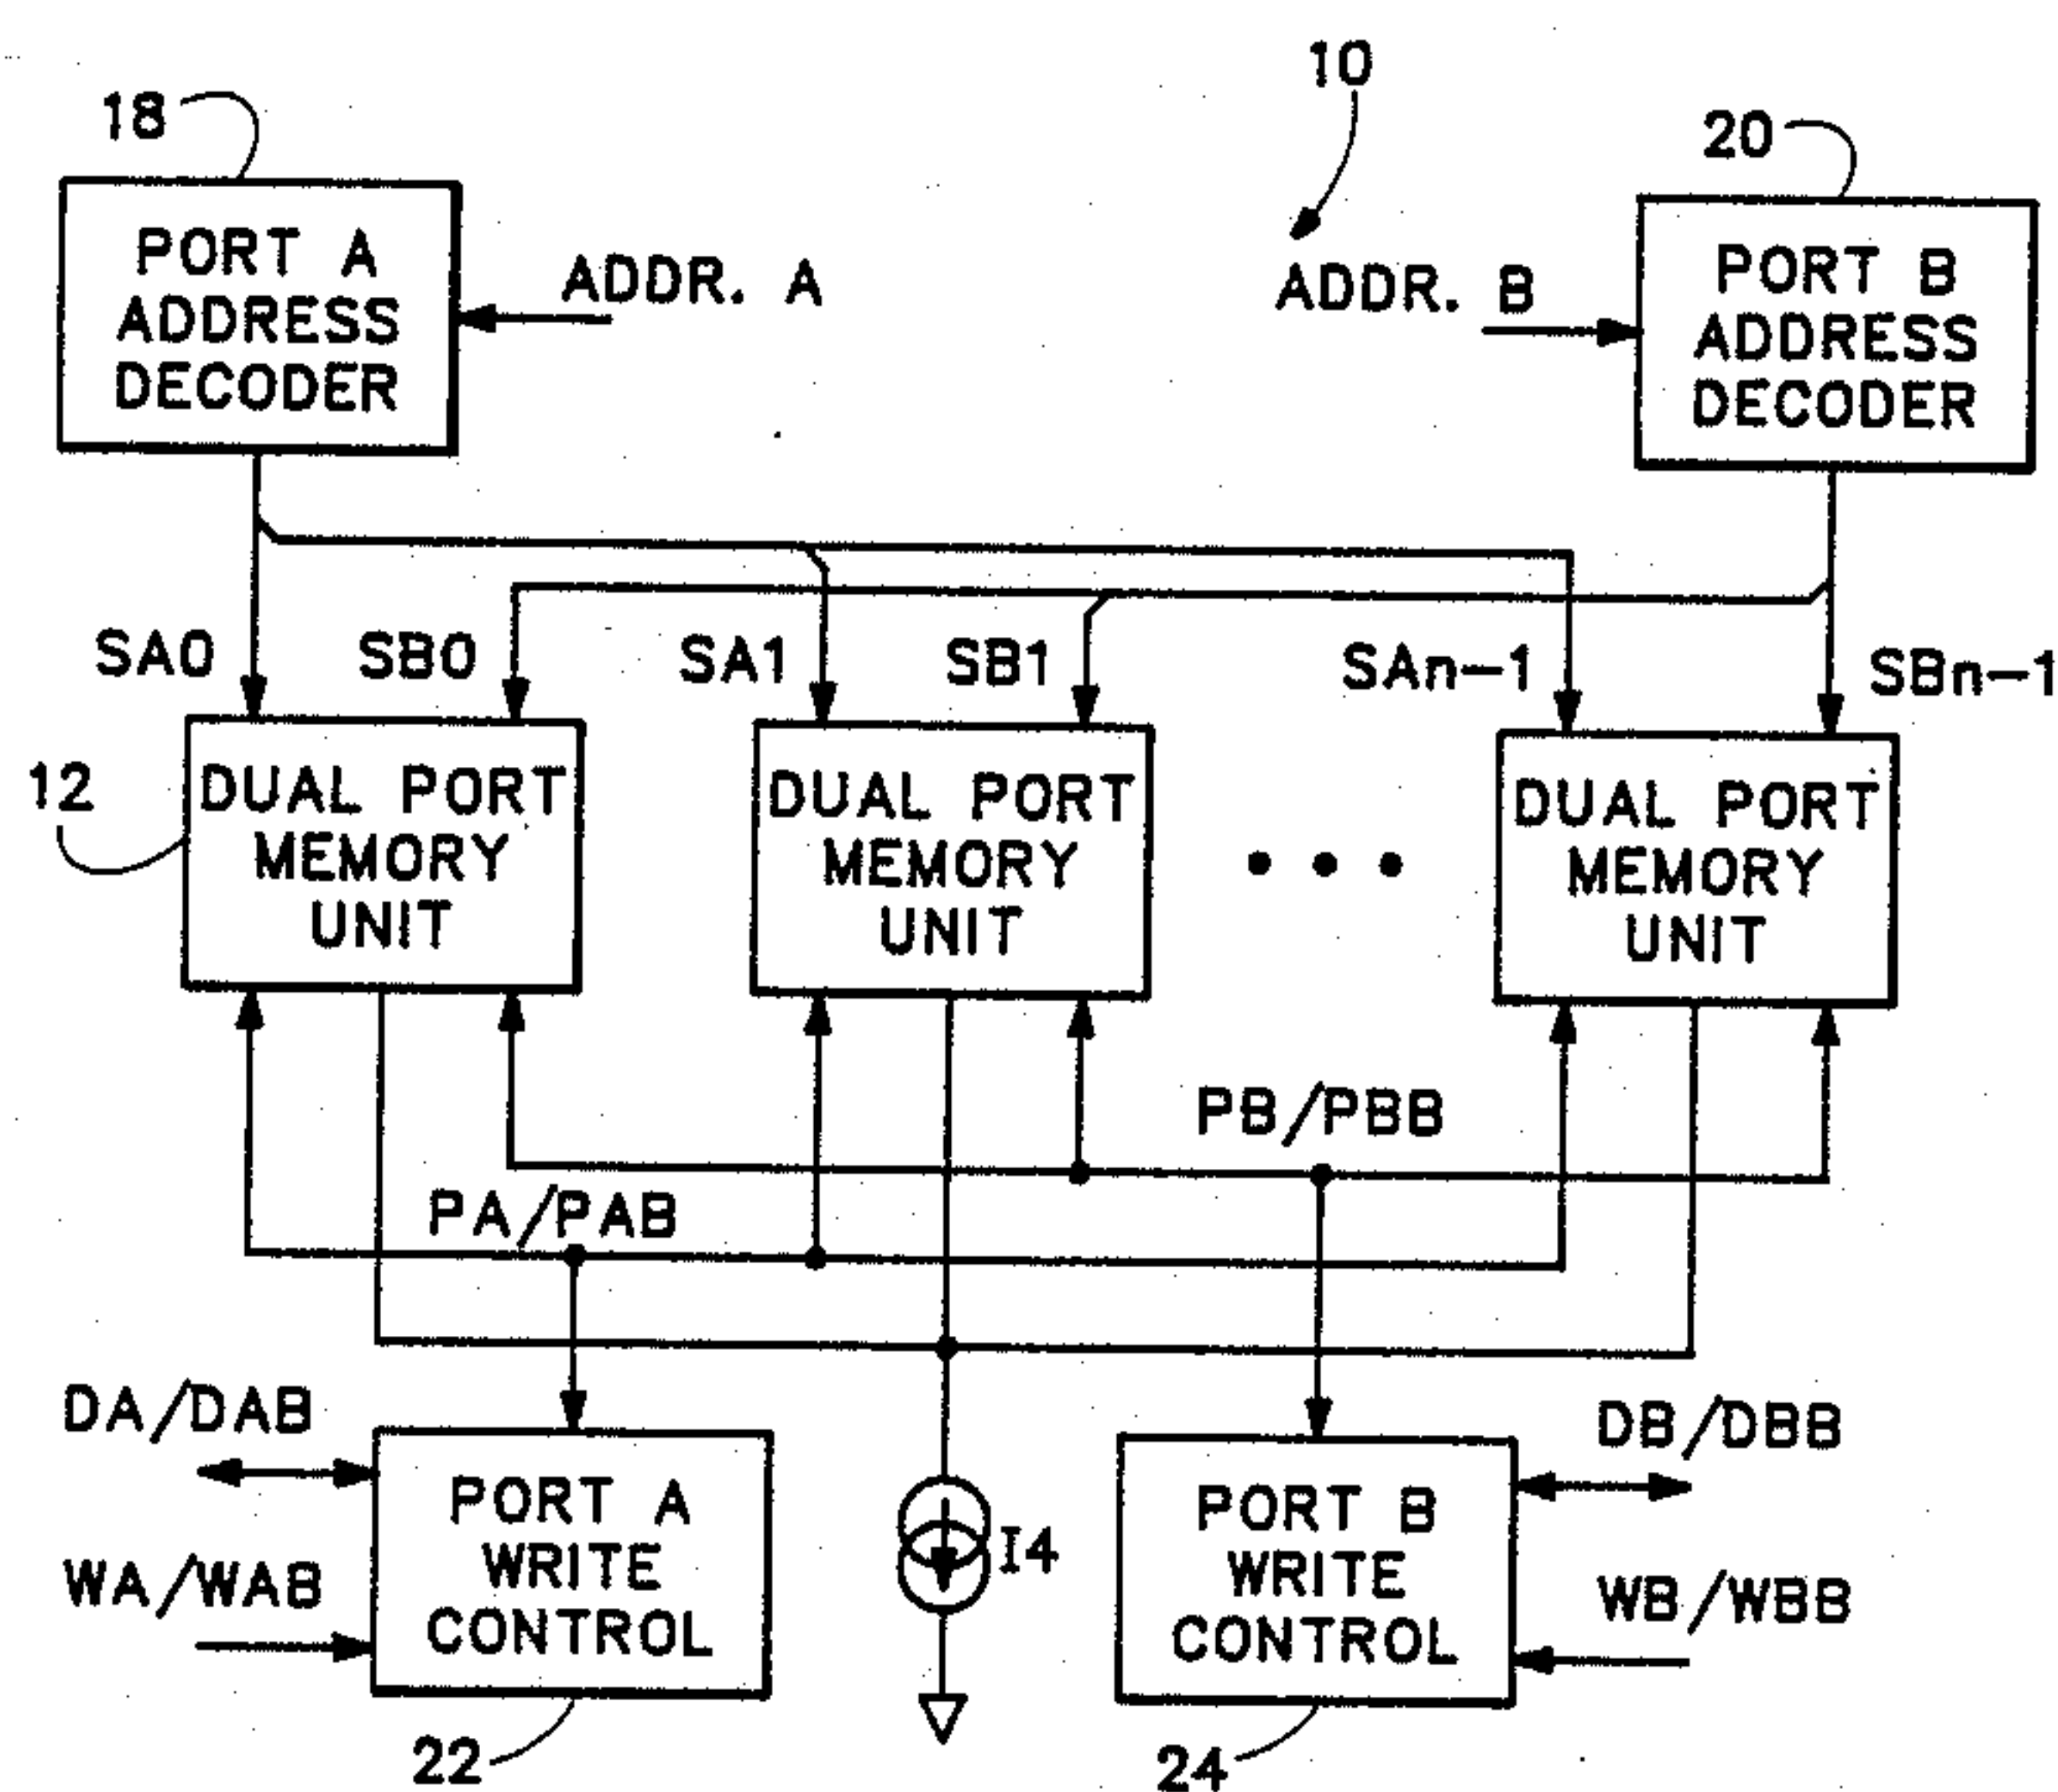 10
18
20
PORT A
ADDRESS
DECODER
ADDR. A
ADDR. B
PORT B
ADDRESS
DECODER
SA0
SB0
SA1
SB1
SAn-1
SBn-1
12
DUAL PORT
MEMORY
UNIT
DUAL PORT
MEMORY
UNIT
DUAL PORT
MEMORY
UNIT
PB/PBB
PA/PAB
DA/DAB
WA/WAB
PORT A
WRITE
CONTROL
I4
PORT B
WRITE
CONTROL
DB/DBB
WB/WBB
22
24